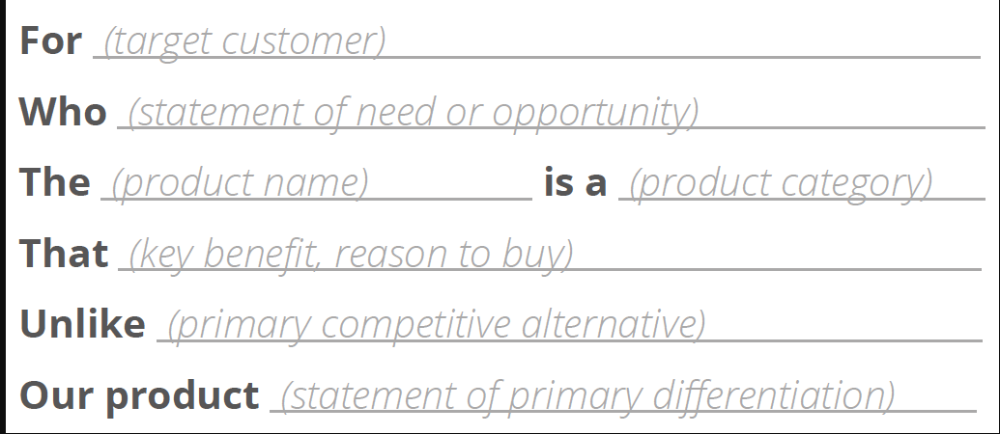 For (target customer)
Who (statement of need or opportunity)
The (product name) is a (product category)
That (key benefit, reason to buy)
Unlike (primary competitive alternative)
Our product (statement of primary differentiation)